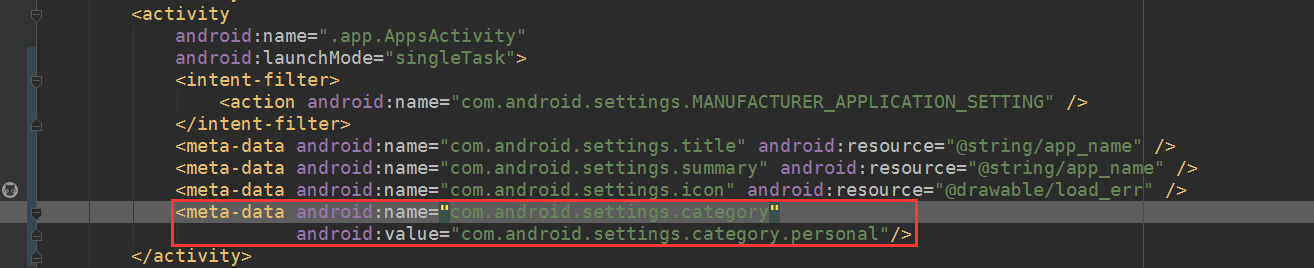 <activity
android:name=".app.AppsActivity"
android:launchMode="singleTask">
<intent-filter>
<action android:name="com.android.settings.MANUFACTURER_APPLICATION_SETTING" />
</intent-filter>
<meta-data android:name="com.android.settings.title" android:resource="@string/app_name" />
<meta-data android:name="com.android.settings.summary" android:resource="@string/app_name" />
<meta-data android:name="com.android.settings.icon" android:resource="@drawable/load_err" />
<meta-data android:name="com.android.settings.category"
android:value="com.android.settings.category.personal"/>
</activity>